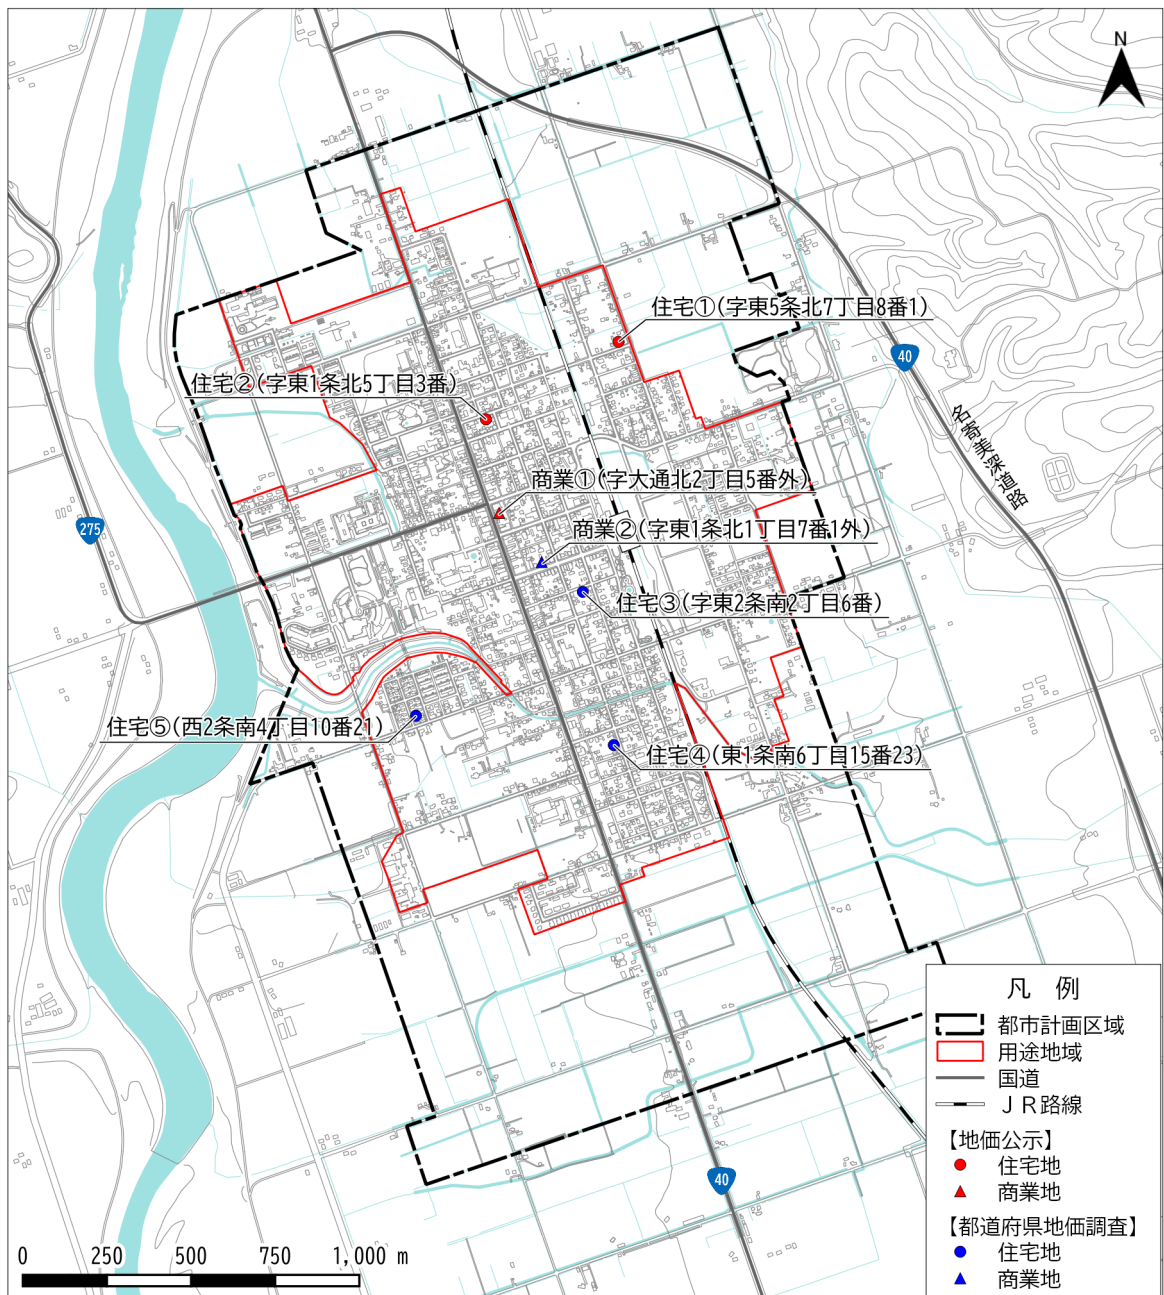 N
住宅①(字東5条北7丁目8番1)
40
住宅②(字東1条北5丁目3番)
名寄美深道路
商業①(字大通北2丁目5番外)
275
商業②(字東1条北1丁目7番1外)
住宅③(字東2条南2丁目6番)
住宅⑤(西2条南4丁目10番21)
住宅④(東1条南6丁目15番23)
凡 例
都市計画区域
用途地域
国道
JR路線
【地価公示】
住宅地
商業地
【都道府県地価調査】
住宅地
商業地
40
0 250 500 750 1,000 m